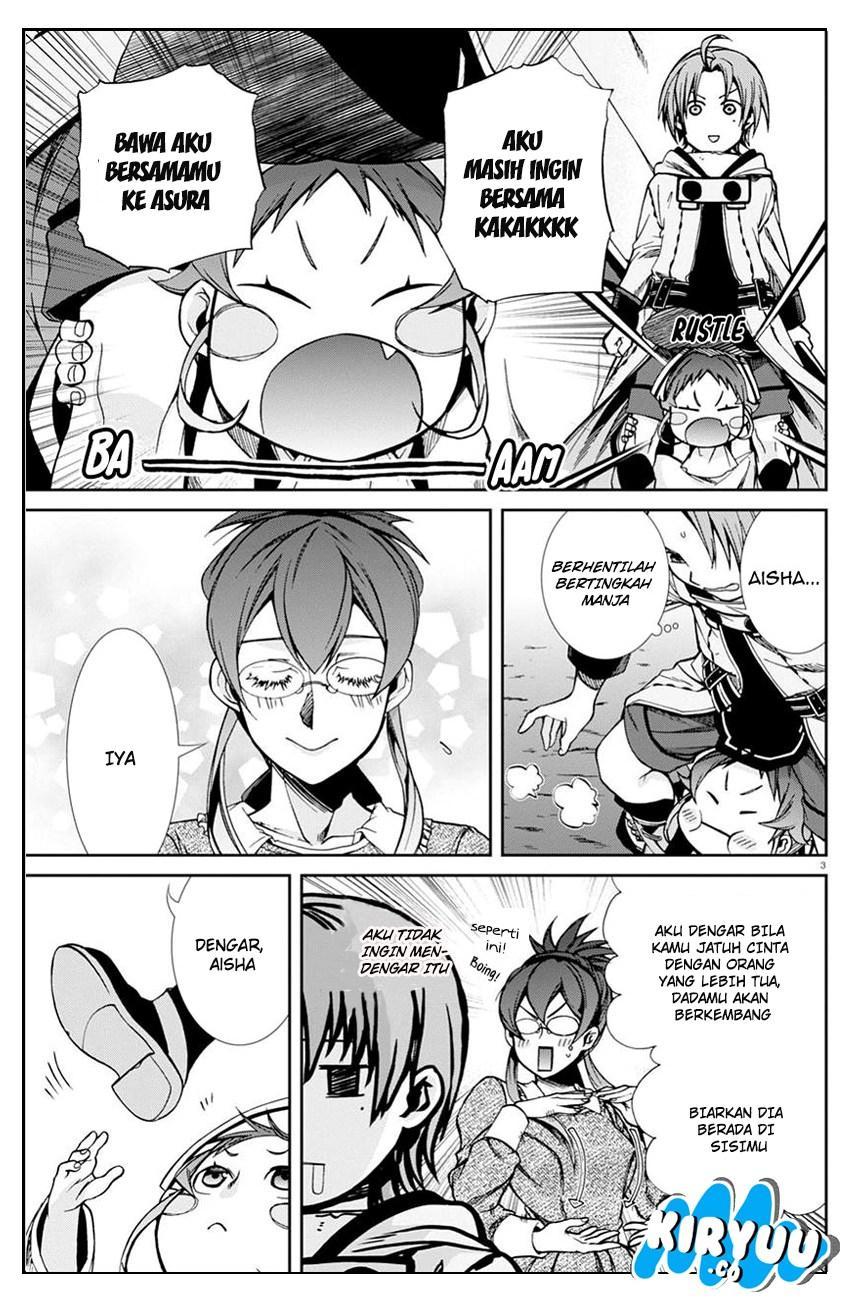 AKU
MASIH INGIN
BERSAMA
KAKAKKKK
BAWA AKU
BERSAMAMU
KE ASURA
RUSTLE
BA
AAM
AISHA...
BERHENTILAH
BERTINGKAH
MANJA
IYA
3
AKU DENGAR BILA
KAMU JATUH CINTA
DENGAN ORANG
YANG LEBIH TUA,
DADAMU AKAN
BERKEMBANG
BIARKAN DIA
BERADA DI
SISIMU
seperti
ini!
Boing!
AKU TIDAK
INGIN MEN-
DENGAR ITU
DENGAR,
AISHA
KIRYUU
.CO